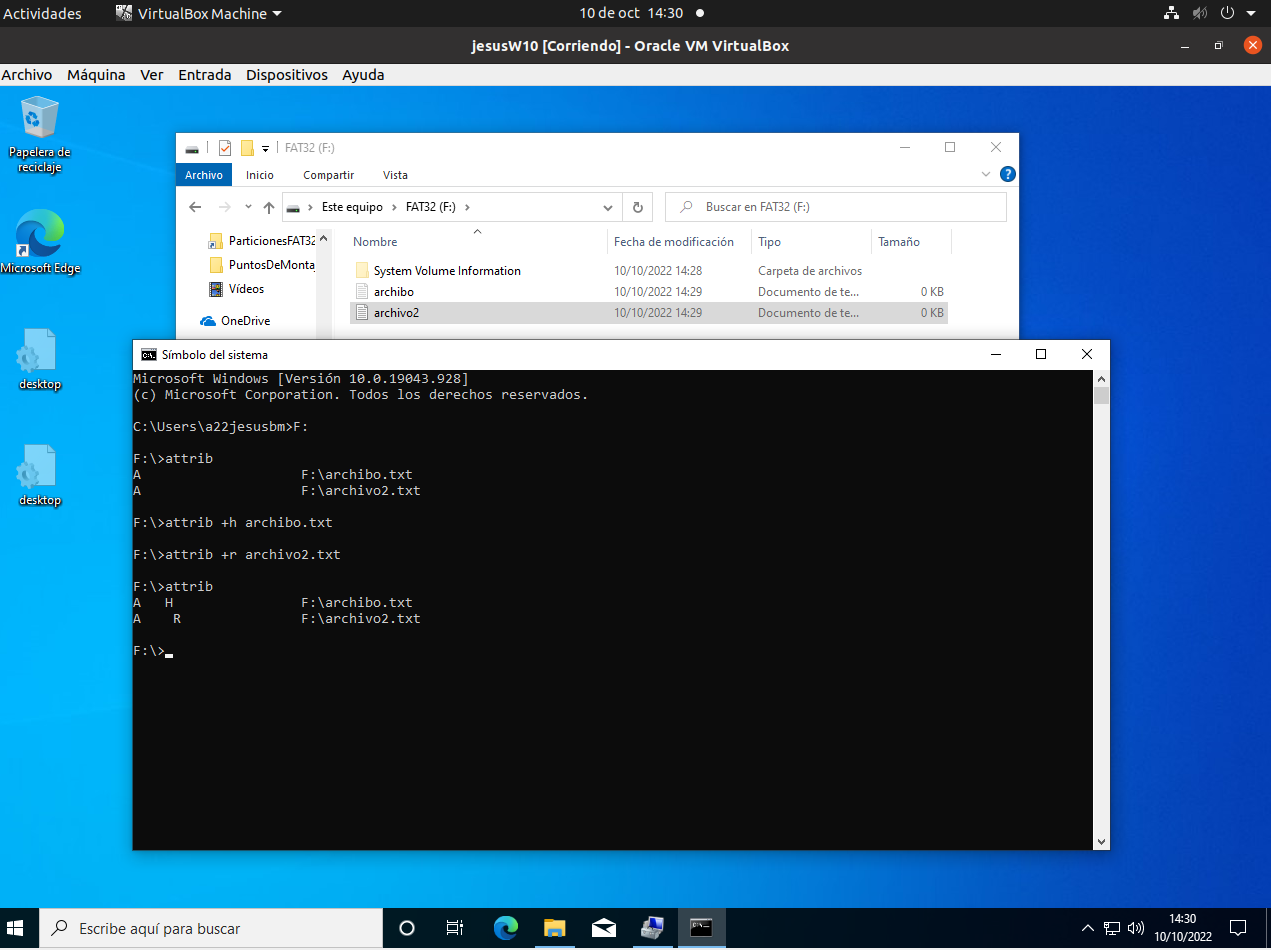 Actividades VirtualBox Machine 10 de oct 14:30
jesusW10 [Corriendo] - Oracle VM VirtualBox
Archivo Máquina Ver Entrada Dispositivos Ayuda
Papelera de
reciclaje
Microsoft Edge
desktop
desktop
FAT32 (F:)
Archivo Inicio Compartir Vista ?
Este equipo FAT32 (F:) Buscar en FAT32 (F:)
ParticionesFAT32
PuntosDeMonta
Vídeos
OneDrive
Nombre Fecha de modificación Tipo Tamaño
System Volume Information 10/10/2022 14:28 Carpeta de archivos
archibo 10/10/2022 14:29 Documento de te... 0 KB
archivo2 10/10/2022 14:29 Documento de te... 0 KB
Símbolo del sistema
Microsoft Windows [Versión 10.0.19043.928]
(c) Microsoft Corporation. Todos los derechos reservados.
C:\Users\a22jesusbm>F:
F:\>attrib
A F:\archibo.txt
A F:\archivo2.txt
F:\>attrib +h archibo.txt
F:\>attrib +r archivo2.txt
F:\>attrib
A H F:\archibo.txt
A R F:\archivo2.txt
F:\>
Escribe aquí para buscar
14:30
10/10/2022